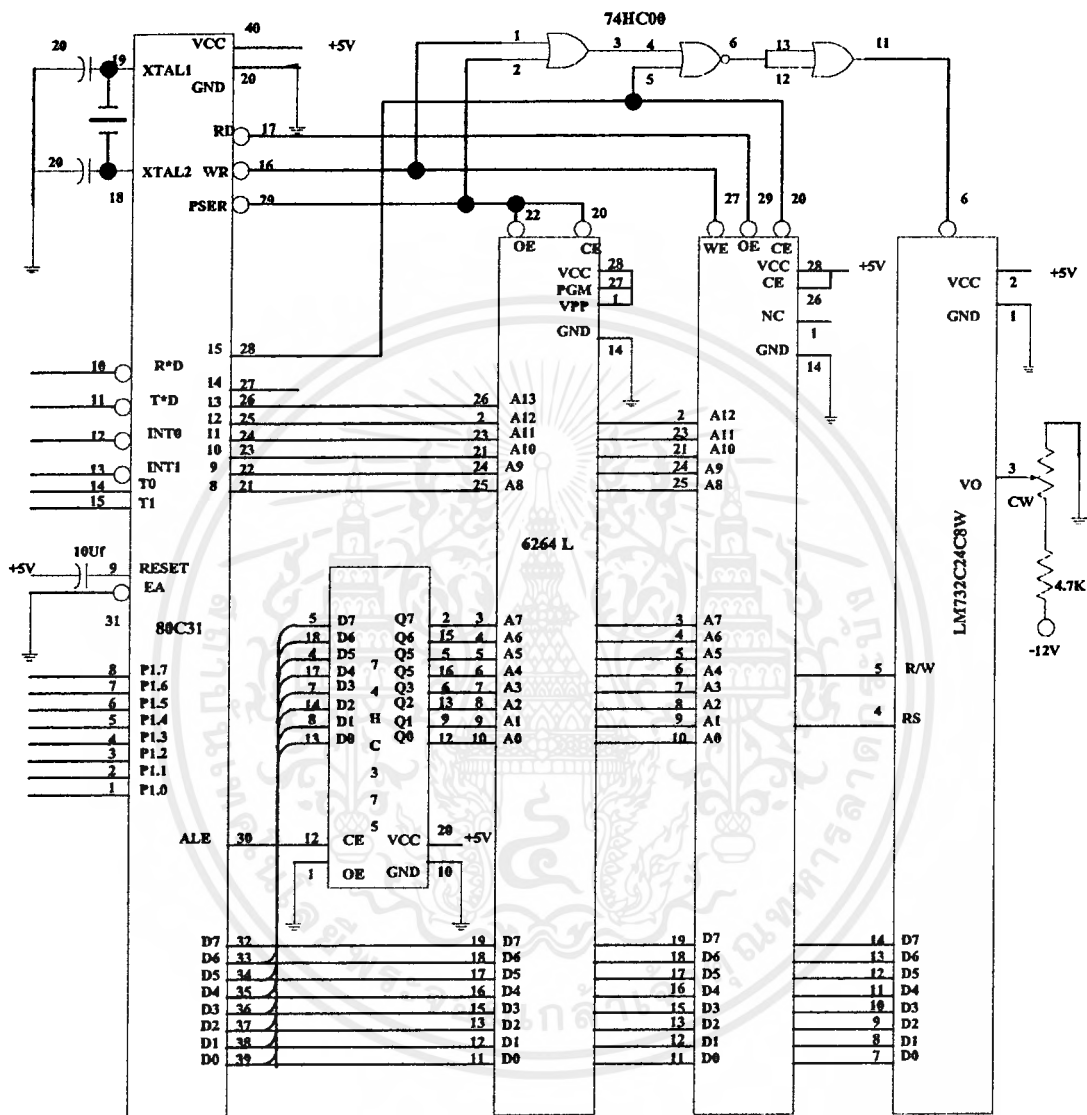 74HC00
20
19
XTAL1
VCC
40
+5V
GND
20
RD
17
20
18
XTAL2
WR
16
PSER
29
1
2
3
4
5
6
13
12
11
22
OE
20
CE
27
WE
29
OE
20
CE
6
VCC 28
PGM 27
VPP 1
GND
14
VCC 28
+5V
CE
26
NC
1
GND
14
VCC
2
+5V
GND
1
VO
3
CW
4.7K
-12V
10
R*D
11
T*D
12
INT0
13
INT1
14
T0
15
T1
15 28
14 27
13 26
12 25
11 24
10 23
9 22
8 21
26 A13
2 A12
23 A11
21 A10
24 A9
25 A8
2 A12
23 A11
21 A10
24 A9
25 A8
6264 L
+5V
10Uf
9
RESET
EA
31
80C31
8 P1.7
7 P1.6
6 P1.5
5 P1.4
4 P1.3
3 P1.2
2 P1.1
1 P1.0
5 D7 Q7 2 3 A7
18 D6 Q6 15 4 A6
4 D5 Q5 5 5 A5
17 D4 Q5 16 6 A4
7 D3 Q3 6 7 A3
14 D2 Q2 13 8 A2
8 D1 Q1 9 9 A1
13 D0 Q0 12 10 A0
74HC375
3 A7
4 A6
5 A5
6 A4
7 A3
8 A2
9 A1
10 A0
5 R/W
4 RS
LM732C24C8W
ALE 30
12 CE
VCC 20
+5V
1 OE
GND 10
D7 32 19 D7 19 D7 14 D7
D6 33 18 D6 18 D6 13 D6
D5 34 17 D5 17 D5 12 D5
D4 35 16 D4 16 D4 11 D4
D3 36 15 D3 15 D3 10 D3
D2 37 13 D2 13 D2 9 D2
D1 38 12 D1 12 D1 8 D1
D0 39 11 D0 11 D0 7 D0